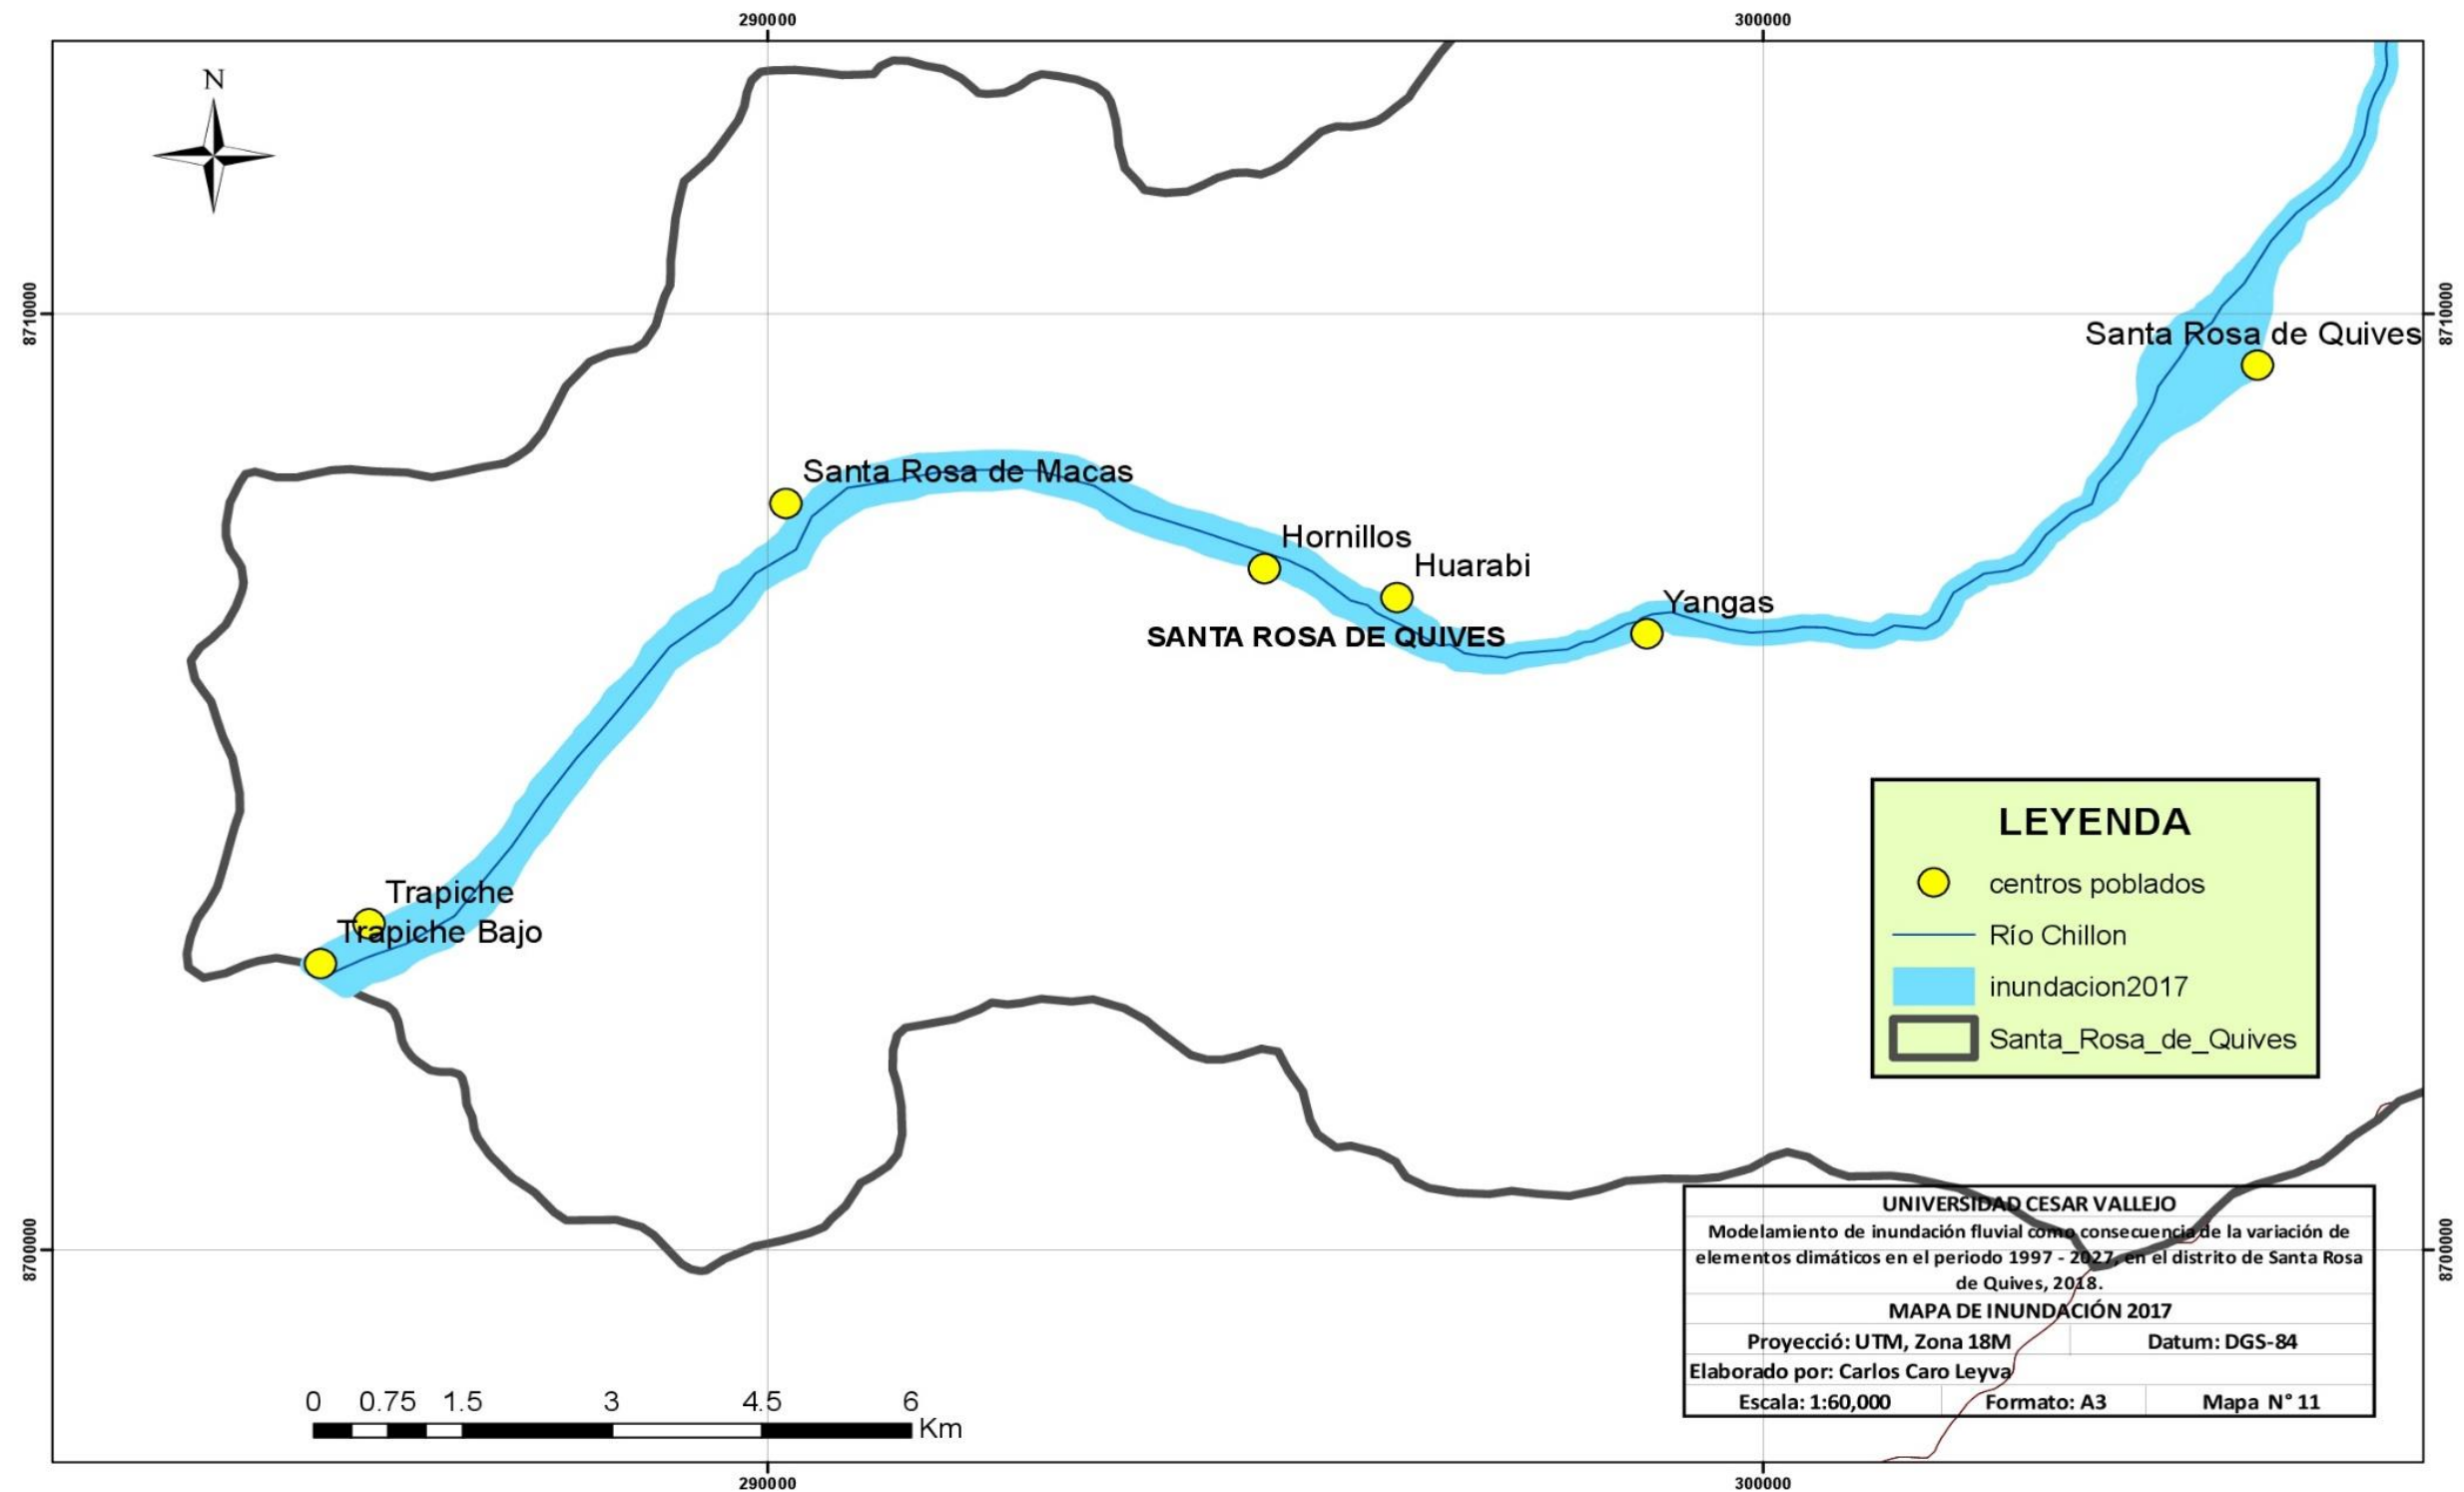 290000 300000
N
8710000 8710000
Santa Rosa de Quives
Santa Rosa de Macas
Hornillos
Huarabi
Yangas
SANTA ROSA DE QUIVES
Trapiche
Trapiche Bajo
LEYENDA
centros poblados
Río Chillon
inundacion2017
Santa_Rosa_de_Quives
8700000 8700000
UNIVERSIDAD CESAR VALLEJO
Modelamiento de inundación fluvial como consecuencia de la variación de
elementos climáticos en el periodo 1997 - 2027, en el distrito de Santa Rosa
de Quives, 2018.
MAPA DE INUNDACIÓN 2017
Proyecció: UTM, Zona 18M Datum: DGS-84
Elaborado por: Carlos Caro Leyva
Escala: 1:60,000 Formato: A3 Mapa N° 11
0 0.75 1.5 3 4.5 6
Km
290000 300000